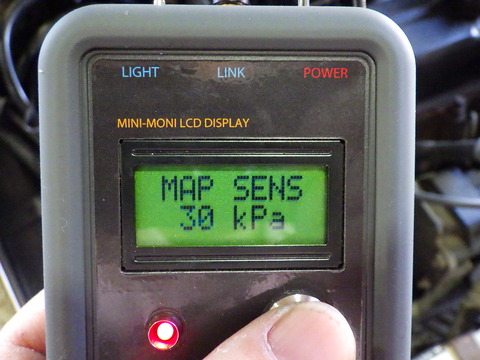 LIGHT LINK POWER
MINI-MONI LCD DISPLAY
MAP SENS
30 kPa